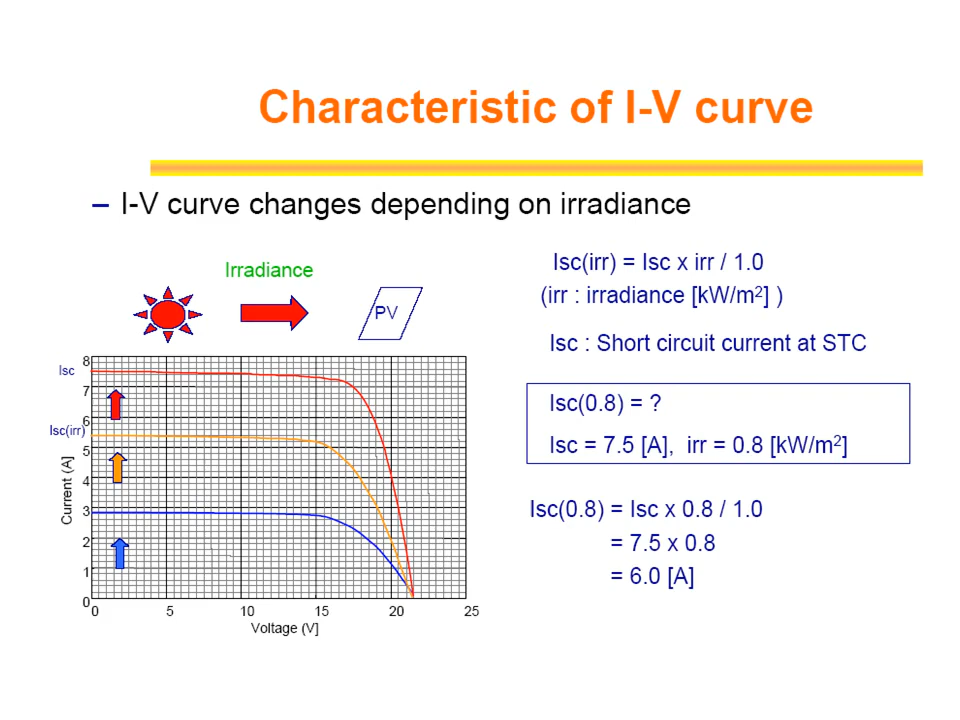 Characteristic of I-V curve
– I-V curve changes depending on irradiance
Irradiance
PV
Isc
Isc(irr)
8
7
6
5
4
3
2
1
0
Current (A]
0 5 10 15 20 25
Voltage (V]
Isc(irr) = Isc x irr / 1.0
(irr : irradiance [kW/m²] )
Isc : Short circuit current at STC
Isc(0.8) = ?
Isc = 7.5 [A], irr = 0.8 [kW/m²]
Isc(0.8) = Isc x 0.8 / 1.0
= 7.5 x 0.8
= 6.0 [A]